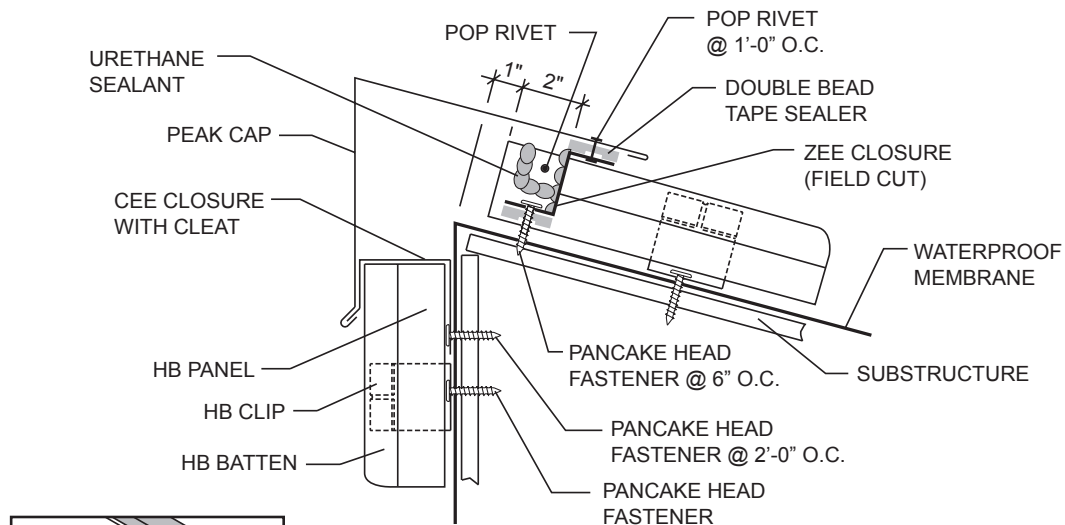 POP RIVET
POP RIVET
@ 1’-0” O.C.
URETHANE
SEALANT
1"
2"
DOUBLE BEAD
TAPE SEALER
PEAK CAP
ZEE CLOSURE
(FIELD CUT)
CEE CLOSURE
WITH CLEAT
WATERPROOF
MEMBRANE
HB PANEL
PANCAKE HEAD
FASTENER @ 6” O.C.
SUBSTRUCTURE
HB CLIP
PANCAKE HEAD
FASTENER @ 2’-0” O.C.
HB BATTEN
PANCAKE HEAD
FASTENER